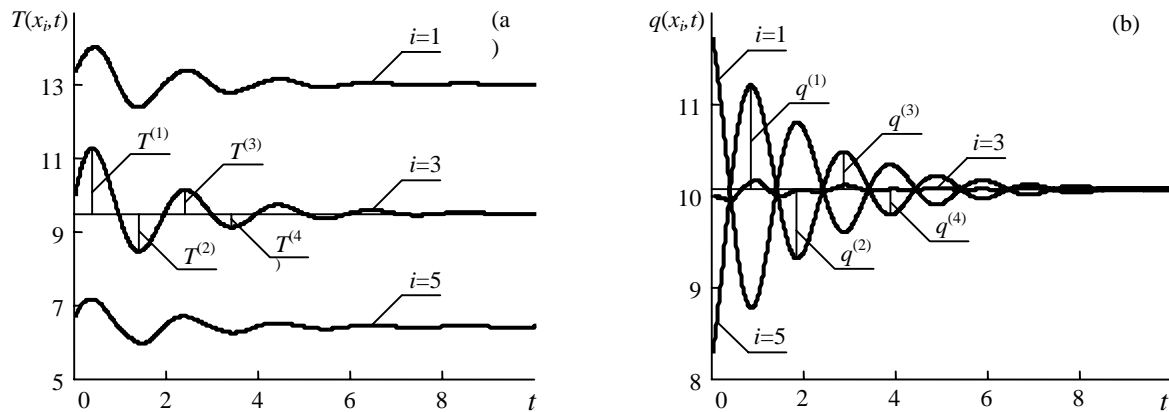 T(xᵢ,t)
(a
)
i=1
13
T⁽¹⁾
T⁽³⁾
11
i=3
9
T⁽²⁾
T⁽⁴
)
i=5
7
5
0 2 4 6 8 t
q(xᵢ,t)
(b)
i=1
11
q⁽¹⁾
q⁽³⁾
i=3
10
q⁽²⁾
q⁽⁴⁾
9
i=5
8
0 2 4 6 8 t